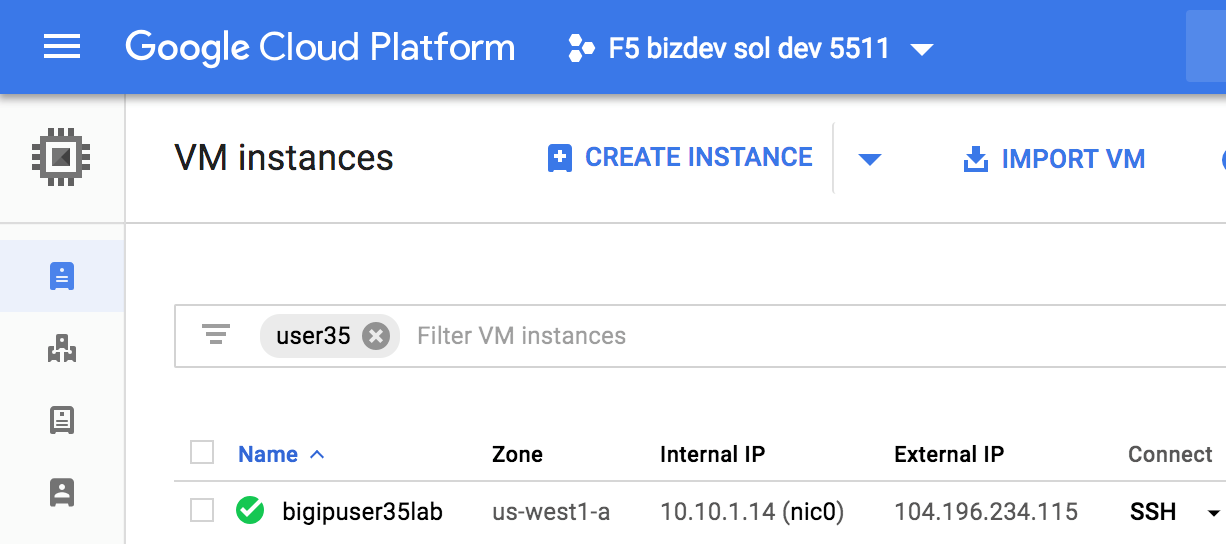 Google Cloud Platform F5 bizdev sol dev 5511
VM instances CREATE INSTANCE IMPORT VM
user35 Filter VM instances
Name Zone Internal IP External IP Connect
bigipuser35lab us-west1-a 10.10.1.14 (nic0) 104.196.234.115 SSH